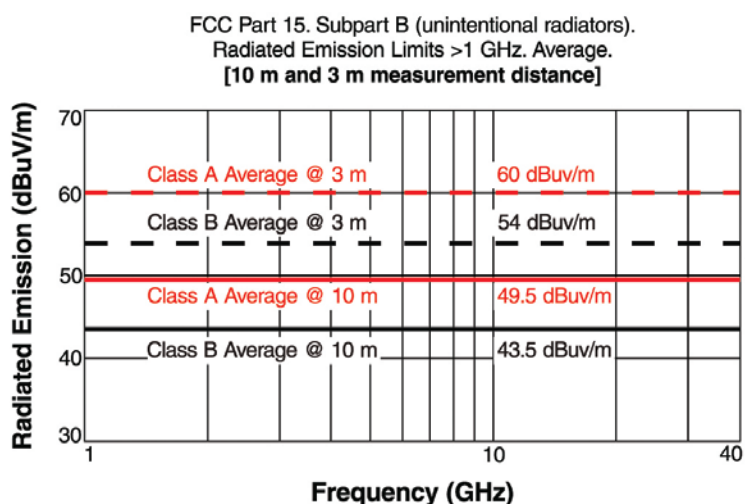 FCC Part 15. Subpart B (unintentional radiators).
Radiated Emission Limits >1 GHz. Average.
[10 m and 3 m measurement distance]
Radiated Emission (dBuV/m)
70
60
50
40
30
Class A Average @ 3 m 60 dBuv/m
Class B Average @ 3 m 54 dBuv/m
Class A Average @ 10 m 49.5 dBuv/m
Class B Average @ 10 m 43.5 dBuv/m
1 10 40
Frequency (GHz)